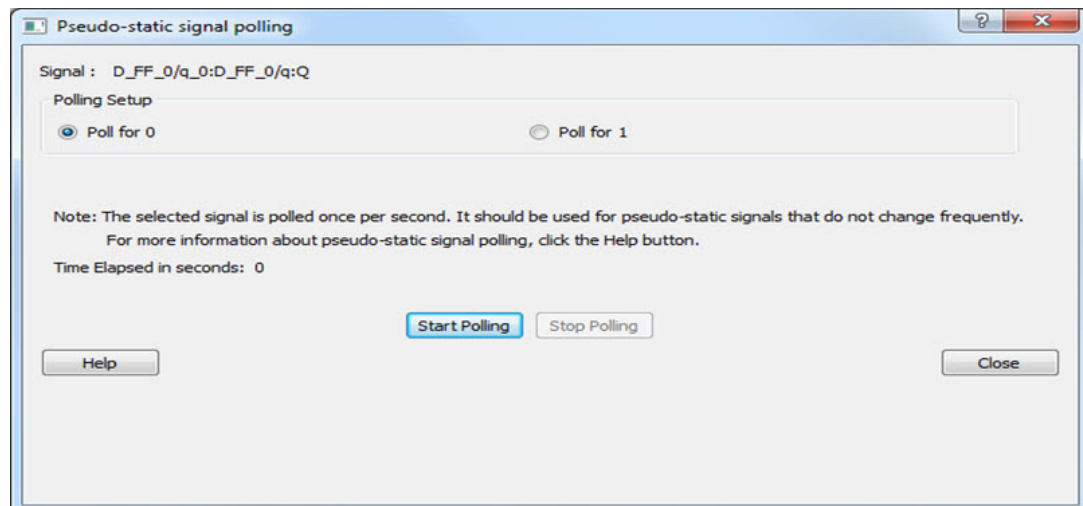 Pseudo-static signal polling
Signal : D_FF_0/q_0:D_FF_0/q:Q
Polling Setup
Poll for 0 Poll for 1
Note: The selected signal is polled once per second. It should be used for pseudo-static signals that do not change frequently.
For more information about pseudo-static signal polling, click the Help button.
Time Elapsed in seconds: 0
Start Polling Stop Polling
Help Close